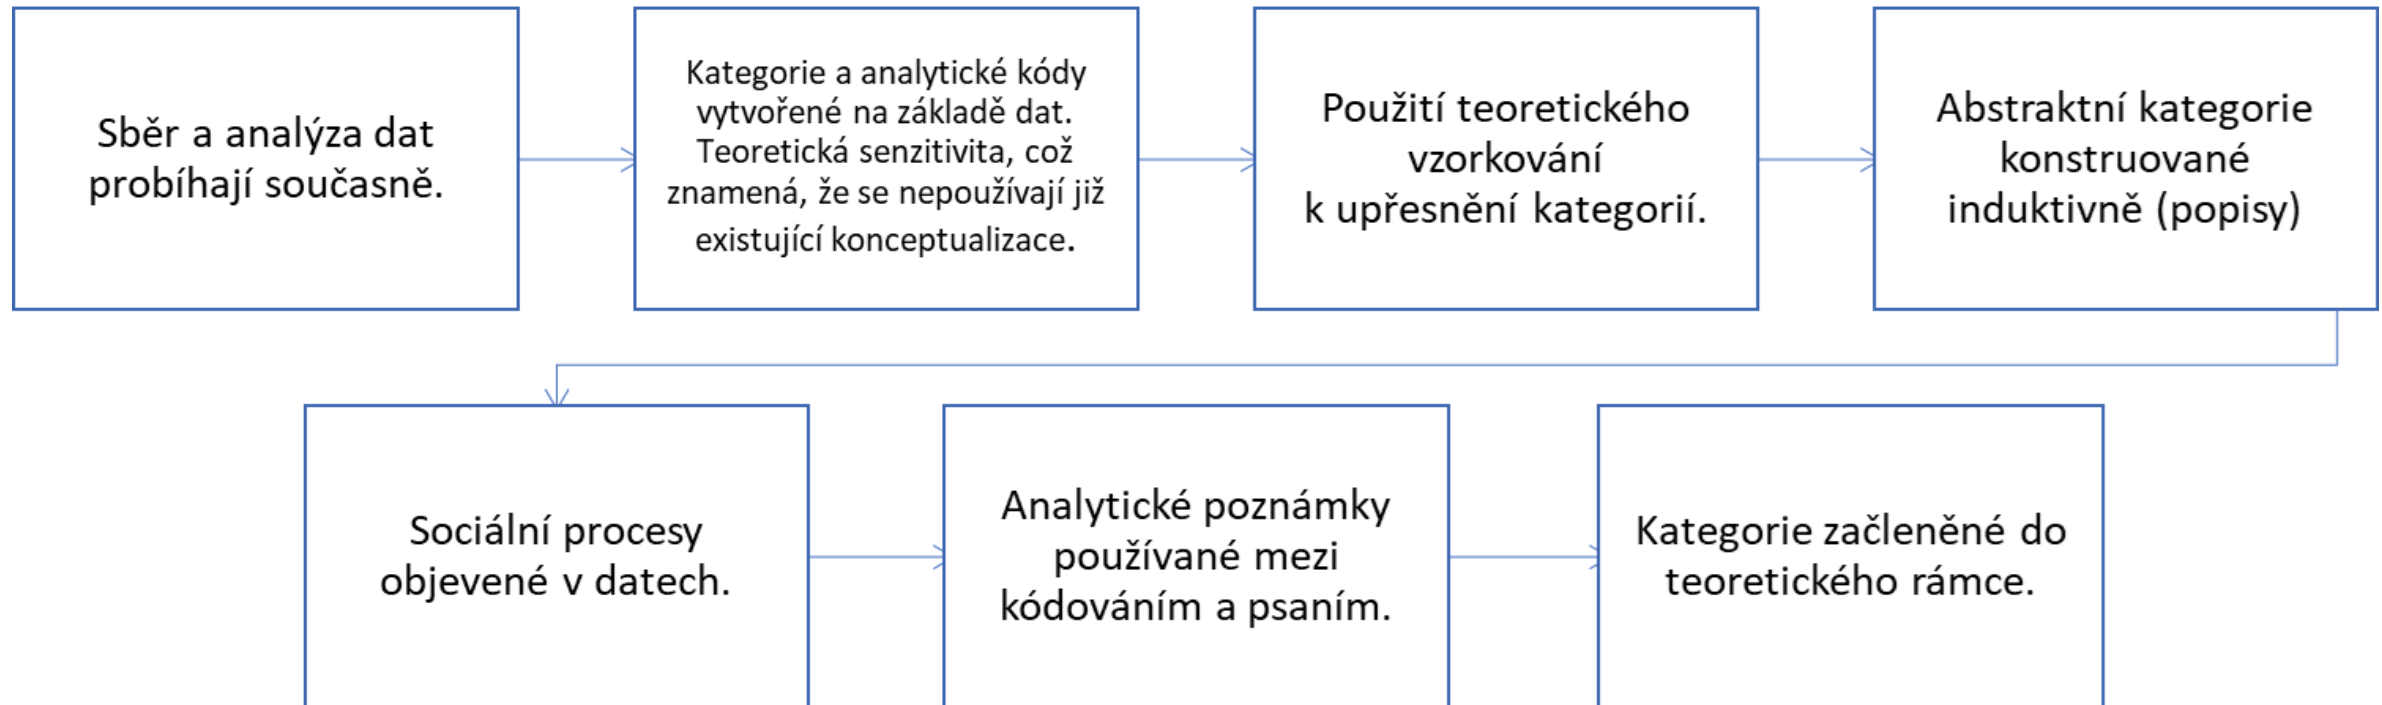 Sběr a analýza dat
probíhají současně.
Kategorie a analytické kódy
vytvořené na základě dat.
Teoretická senzitivita, což
znamená, že se nepoužívají již
existující konceptualizace.
Použití teoretického
vzorkování
k upřesnění kategorií.
Abstraktní kategorie
konstruované
induktivně (popisy)
Sociální procesy
objevené v datech.
Analytické poznámky
používané mezi
kódováním a psaním.
Kategorie začleněné do
teoretického rámce.